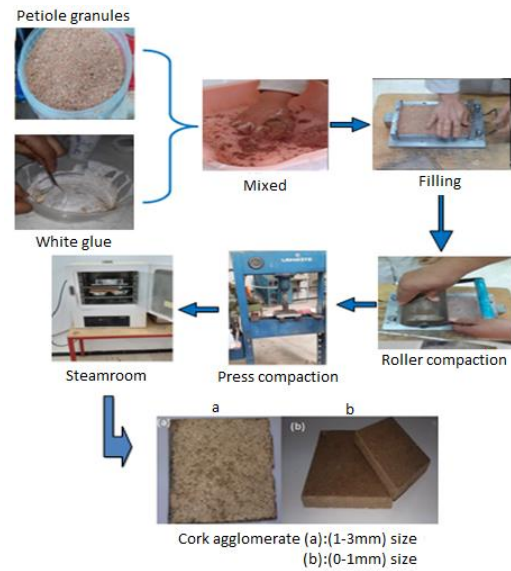 Petiole granules
White glue
Mixed
Filling
Roller compaction
Press compaction
Steamroom
a
b
(a)
(b)
Cork agglomerate (a):(1-3mm) size
(b):(0-1mm) size